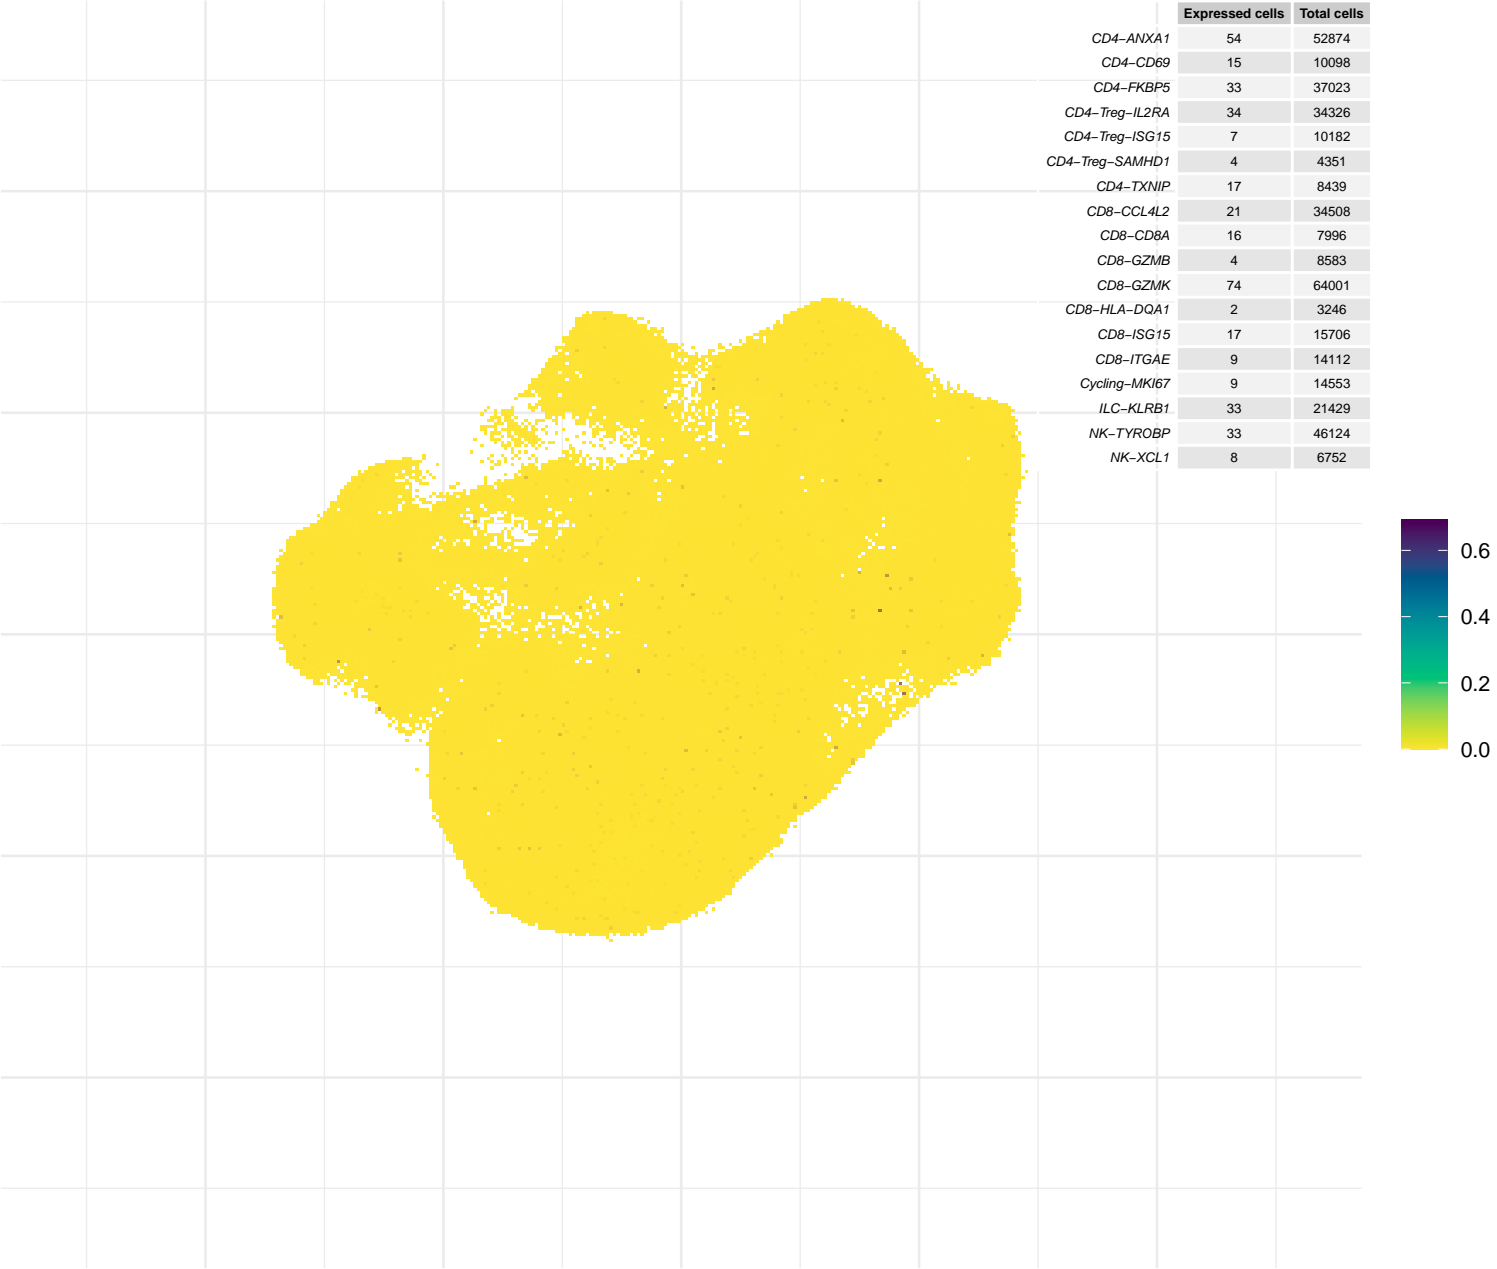 Expressed cells Total cells
CD4−ANXA1 54 52874
CD4−CD69 15 10098
CD4−FKBP5 33 37023
CD4−Treg−IL2RA 34 34326
CD4−Treg−ISG15 7 10182
CD4−Treg−SAMHD1 4 4351
CD4−TXNIP 17 8439
CD8−CCL4L2 21 34508
CD8−CD8A 16 7996
CD8−GZMB 4 8583
CD8−GZMK 74 64001
CD8−HLA−DQA1 2 3246
CD8−ISG15 17 15706
CD8−ITGAE 9 14112
Cycling−MKI67 9 14553
ILC−KLRB1 33 21429
NK−TYROBP 33 46124
NK−XCL1 8 6752
0.6
0.4
0.2
0.0